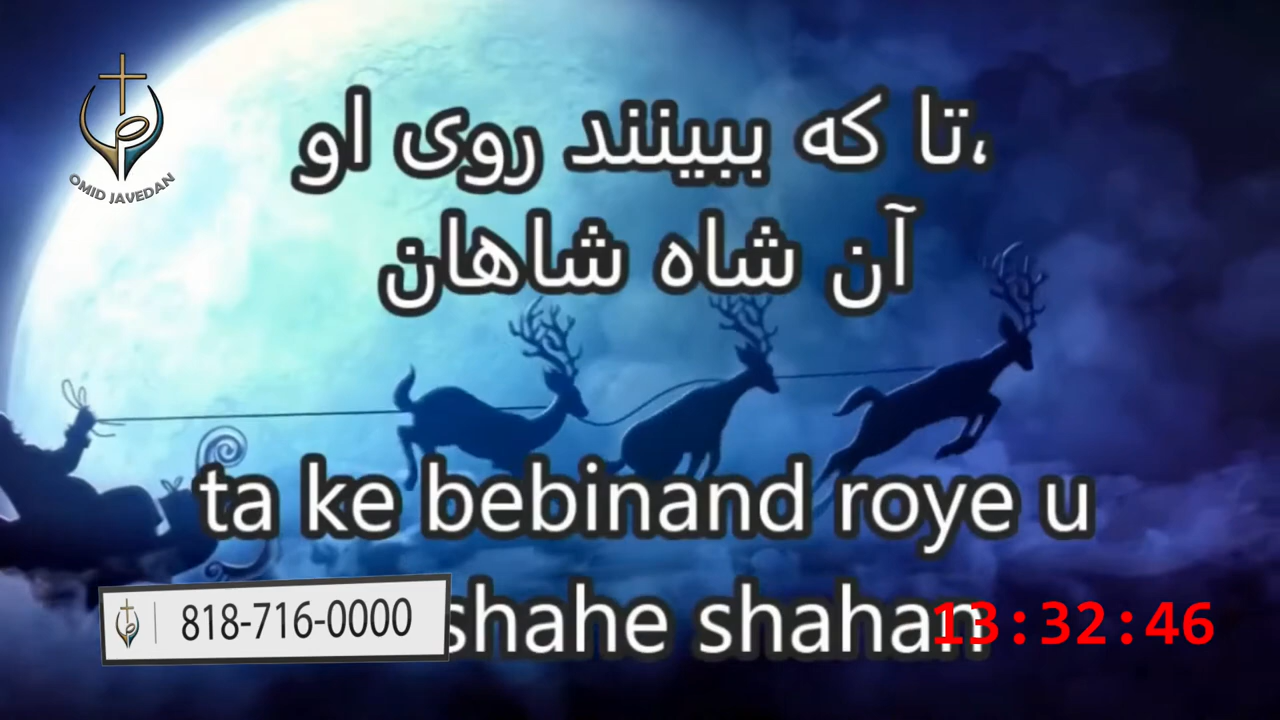 OMID JAVEDAN
تا که ببینند روی او،
آن شاه شاهان
ta ke bebinand roye u
shahe shahan
818-716-0000
13:32:46